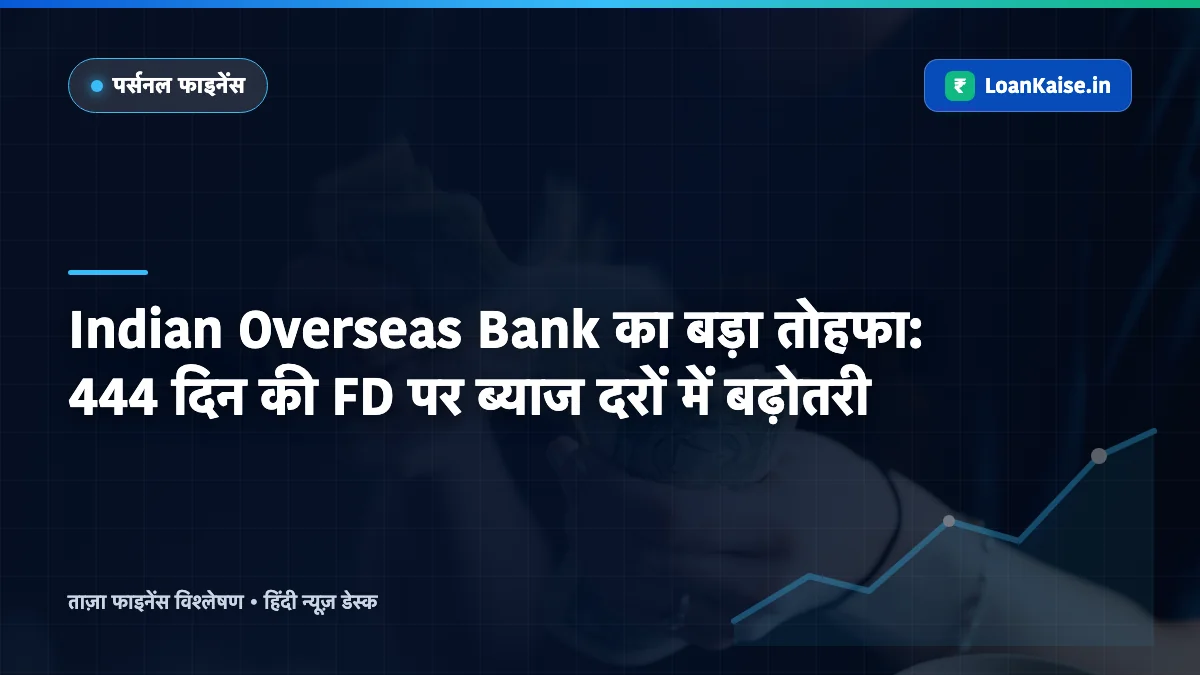 पर्सनल फाइनेंस
₹ LoanKaise.in
Indian Overseas Bank का बड़ा तोहफा:
444 दिन की FD पर ब्याज दरों में बढ़ोतरी
ताज़ा फाइनेंस विश्लेषण • हिंदी न्यूज़ डेस्क